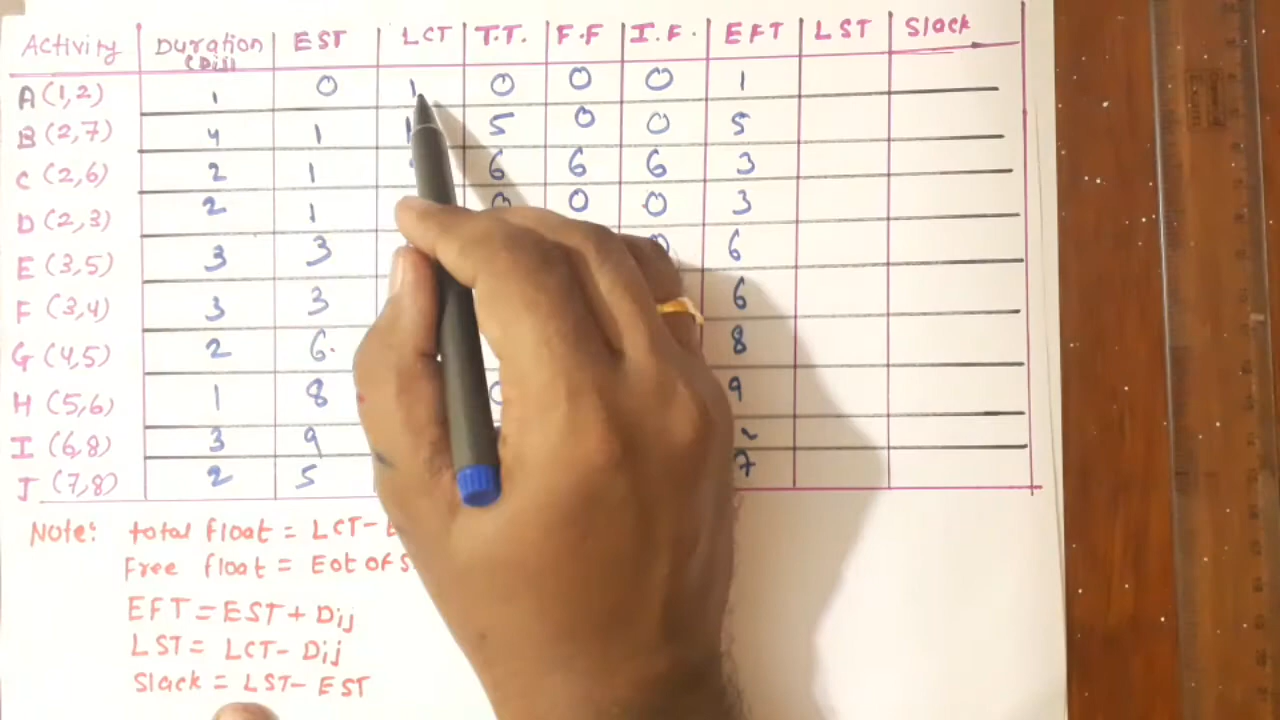 Activity Duration (Dij) EST LCT T.T. F.F I.F. EFT LST Slack
A (1,2) 1 0 1 0 0 0 1
B (2,7) 4 1 5 0 0 5
C (2,6) 2 1 6 6 6 3
D (2,3) 2 1 0 0 3
E (3,5) 3 3 0 6
F (3,4) 3 3 6
G (4,5) 2 6. 8
H (5,6) 1 8 9
I (6,8) 3 9
J (7,8) 2 5 7
Note: total float = LCT-
Free float = Eot of
EFT = EST + Dij
LST = LCT - Dij
Slack = LST - EST